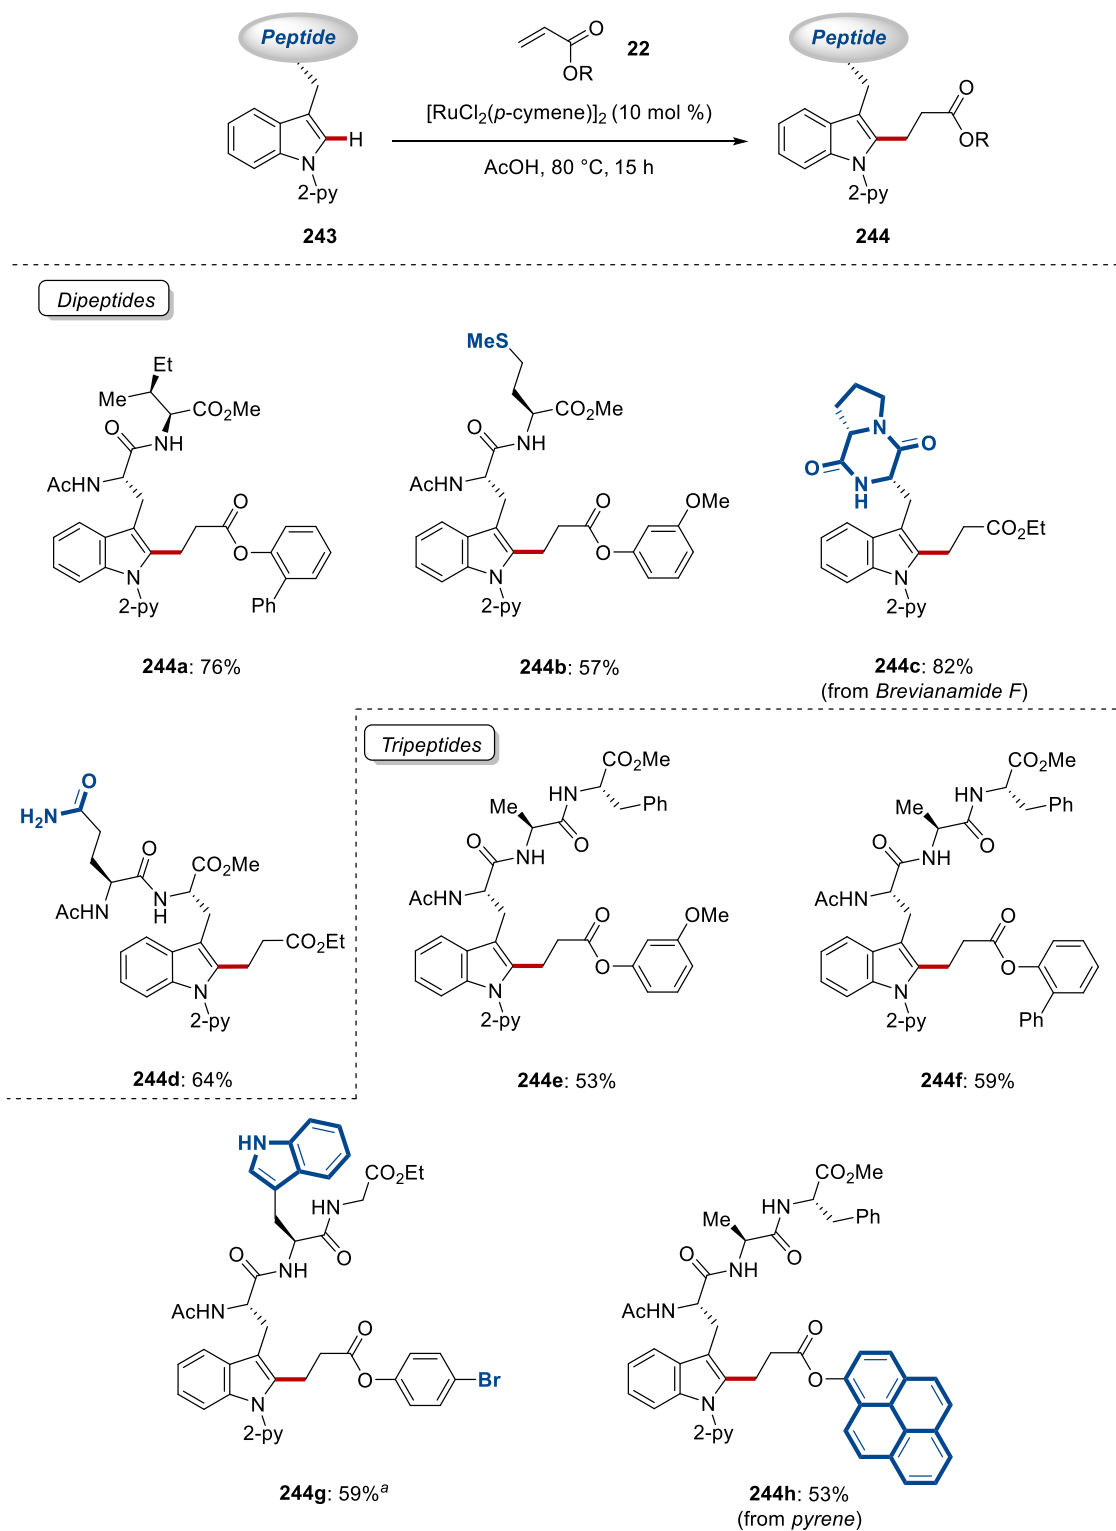 Peptide
O
OR
22
Peptide
[RuCl2(p-cymene)]2 (10 mol %)
AcOH, 80 °C, 15 h
H
N
2-py
243
O
OR
N
2-py
244
Dipeptides
Et
Me
CO2Me
O
NH
AcHN
O
O
N
2-py
Ph
244a: 76%
MeS
CO2Me
O
NH
AcHN
O
O
OMe
N
2-py
244b: 57%
N
O
O
N
H
CO2Et
N
2-py
244c: 82%
(from Brevianamide F)
O
H2N
O
CO2Me
AcHN
N
H
CO2Et
N
2-py
244d: 64%
Tripeptides
CO2Me
HN
Ph
Me
O
O
NH
AcHN
O
O
OMe
N
2-py
244e: 53%
CO2Me
HN
Ph
Me
O
O
NH
AcHN
O
O
N
2-py
Ph
244f: 59%
HN
CO2Et
HN
O
O
NH
AcHN
O
O
Br
N
2-py
244g: 59%a
CO2Me
HN
Ph
Me
O
O
NH
AcHN
O
O
N
2-py
244h: 53%
(from pyrene)